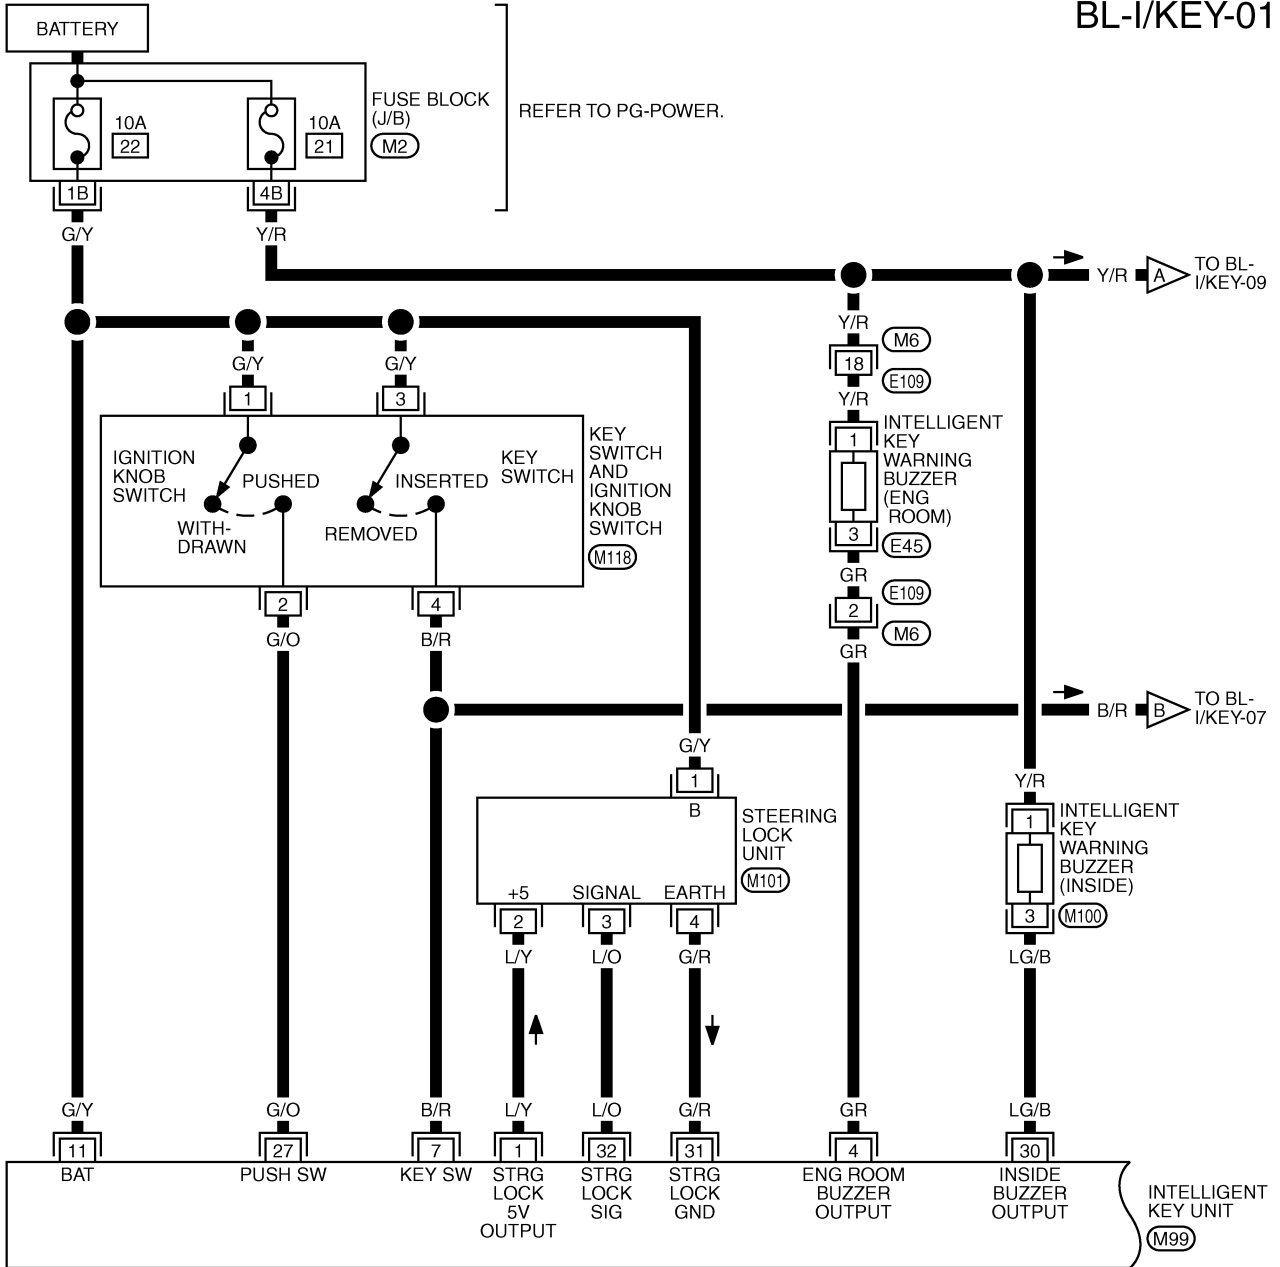 BL-I/KEY-01
BATTERY
FUSE BLOCK
(J/B)
M2
REFER TO PG-POWER.
10A
22
10A
21
1B
4B
G/Y
Y/R
Y/R
A
TO BL-
I/KEY-09
G/Y
G/Y
Y/R
M6
18
E109
Y/R
1
3
IGNITION
KNOB
SWITCH
PUSHED
WITH-
DRAWN
INSERTED
REMOVED
KEY
SWITCH
KEY
SWITCH
AND
IGNITION
KNOB
SWITCH
M118
1
INTELLIGENT
KEY
WARNING
BUZZER
(ENG
ROOM)
3
E45
GR
E109
2
M6
GR
2
4
G/O
B/R
B/R
B
TO BL-
I/KEY-07
G/Y
1
B
STEERING
LOCK
UNIT
M101
+5
SIGNAL
EARTH
2
3
4
L/Y
L/O
G/R
Y/R
1
INTELLIGENT
KEY
WARNING
BUZZER
(INSIDE)
3
M100
LG/B
G/Y
G/O
B/R
L/Y
L/O
G/R
GR
LG/B
11
27
7
1
32
31
4
30
BAT
PUSH SW
KEY SW
STRG
LOCK
5V
OUTPUT
STRG
LOCK
SIG
STRG
LOCK
GND
ENG ROOM
BUZZER
OUTPUT
INSIDE
BUZZER
OUTPUT
INTELLIGENT
KEY UNIT
M99